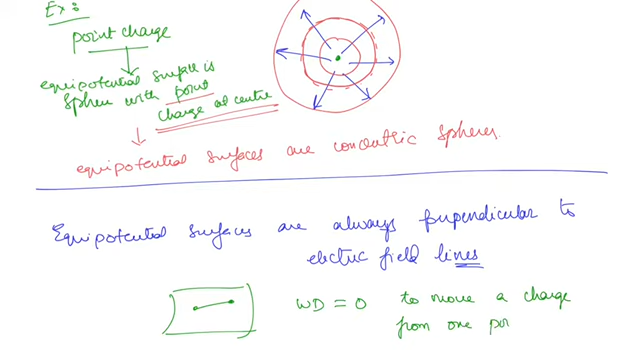 Ex:
point charge
equipotential surface is
sphere with point
charge at centre
equipotential surfaces are concentric spheres.
Equipotential surfaces are always perpendicular to
electric field lines
WD = 0 to move a charge
from one poi